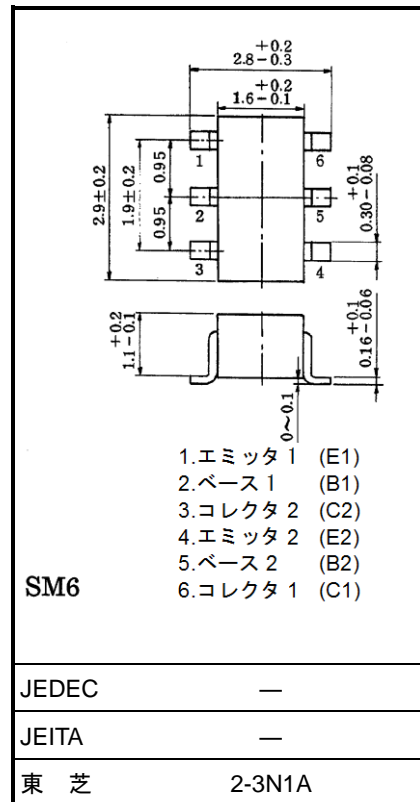 +0.2
2.8-0.3
+0.2
1.6-0.1
2.9±0.2
1.9±0.2
0.95
0.95
1
2
3
6
5
4
+0.1
0.30-0.08
+0.2
1.1-0.1
+0.1
0.16-0.06
0~0.1
1.エミッタ 1 (E1)
2.ベース 1 (B1)
3.コレクタ 2 (C2)
4.エミッタ 2 (E2)
5.ベース 2 (B2)
6.コレクタ 1 (C1)
SM6
JEDEC —
JEITA —
東 芝 2-3N1A